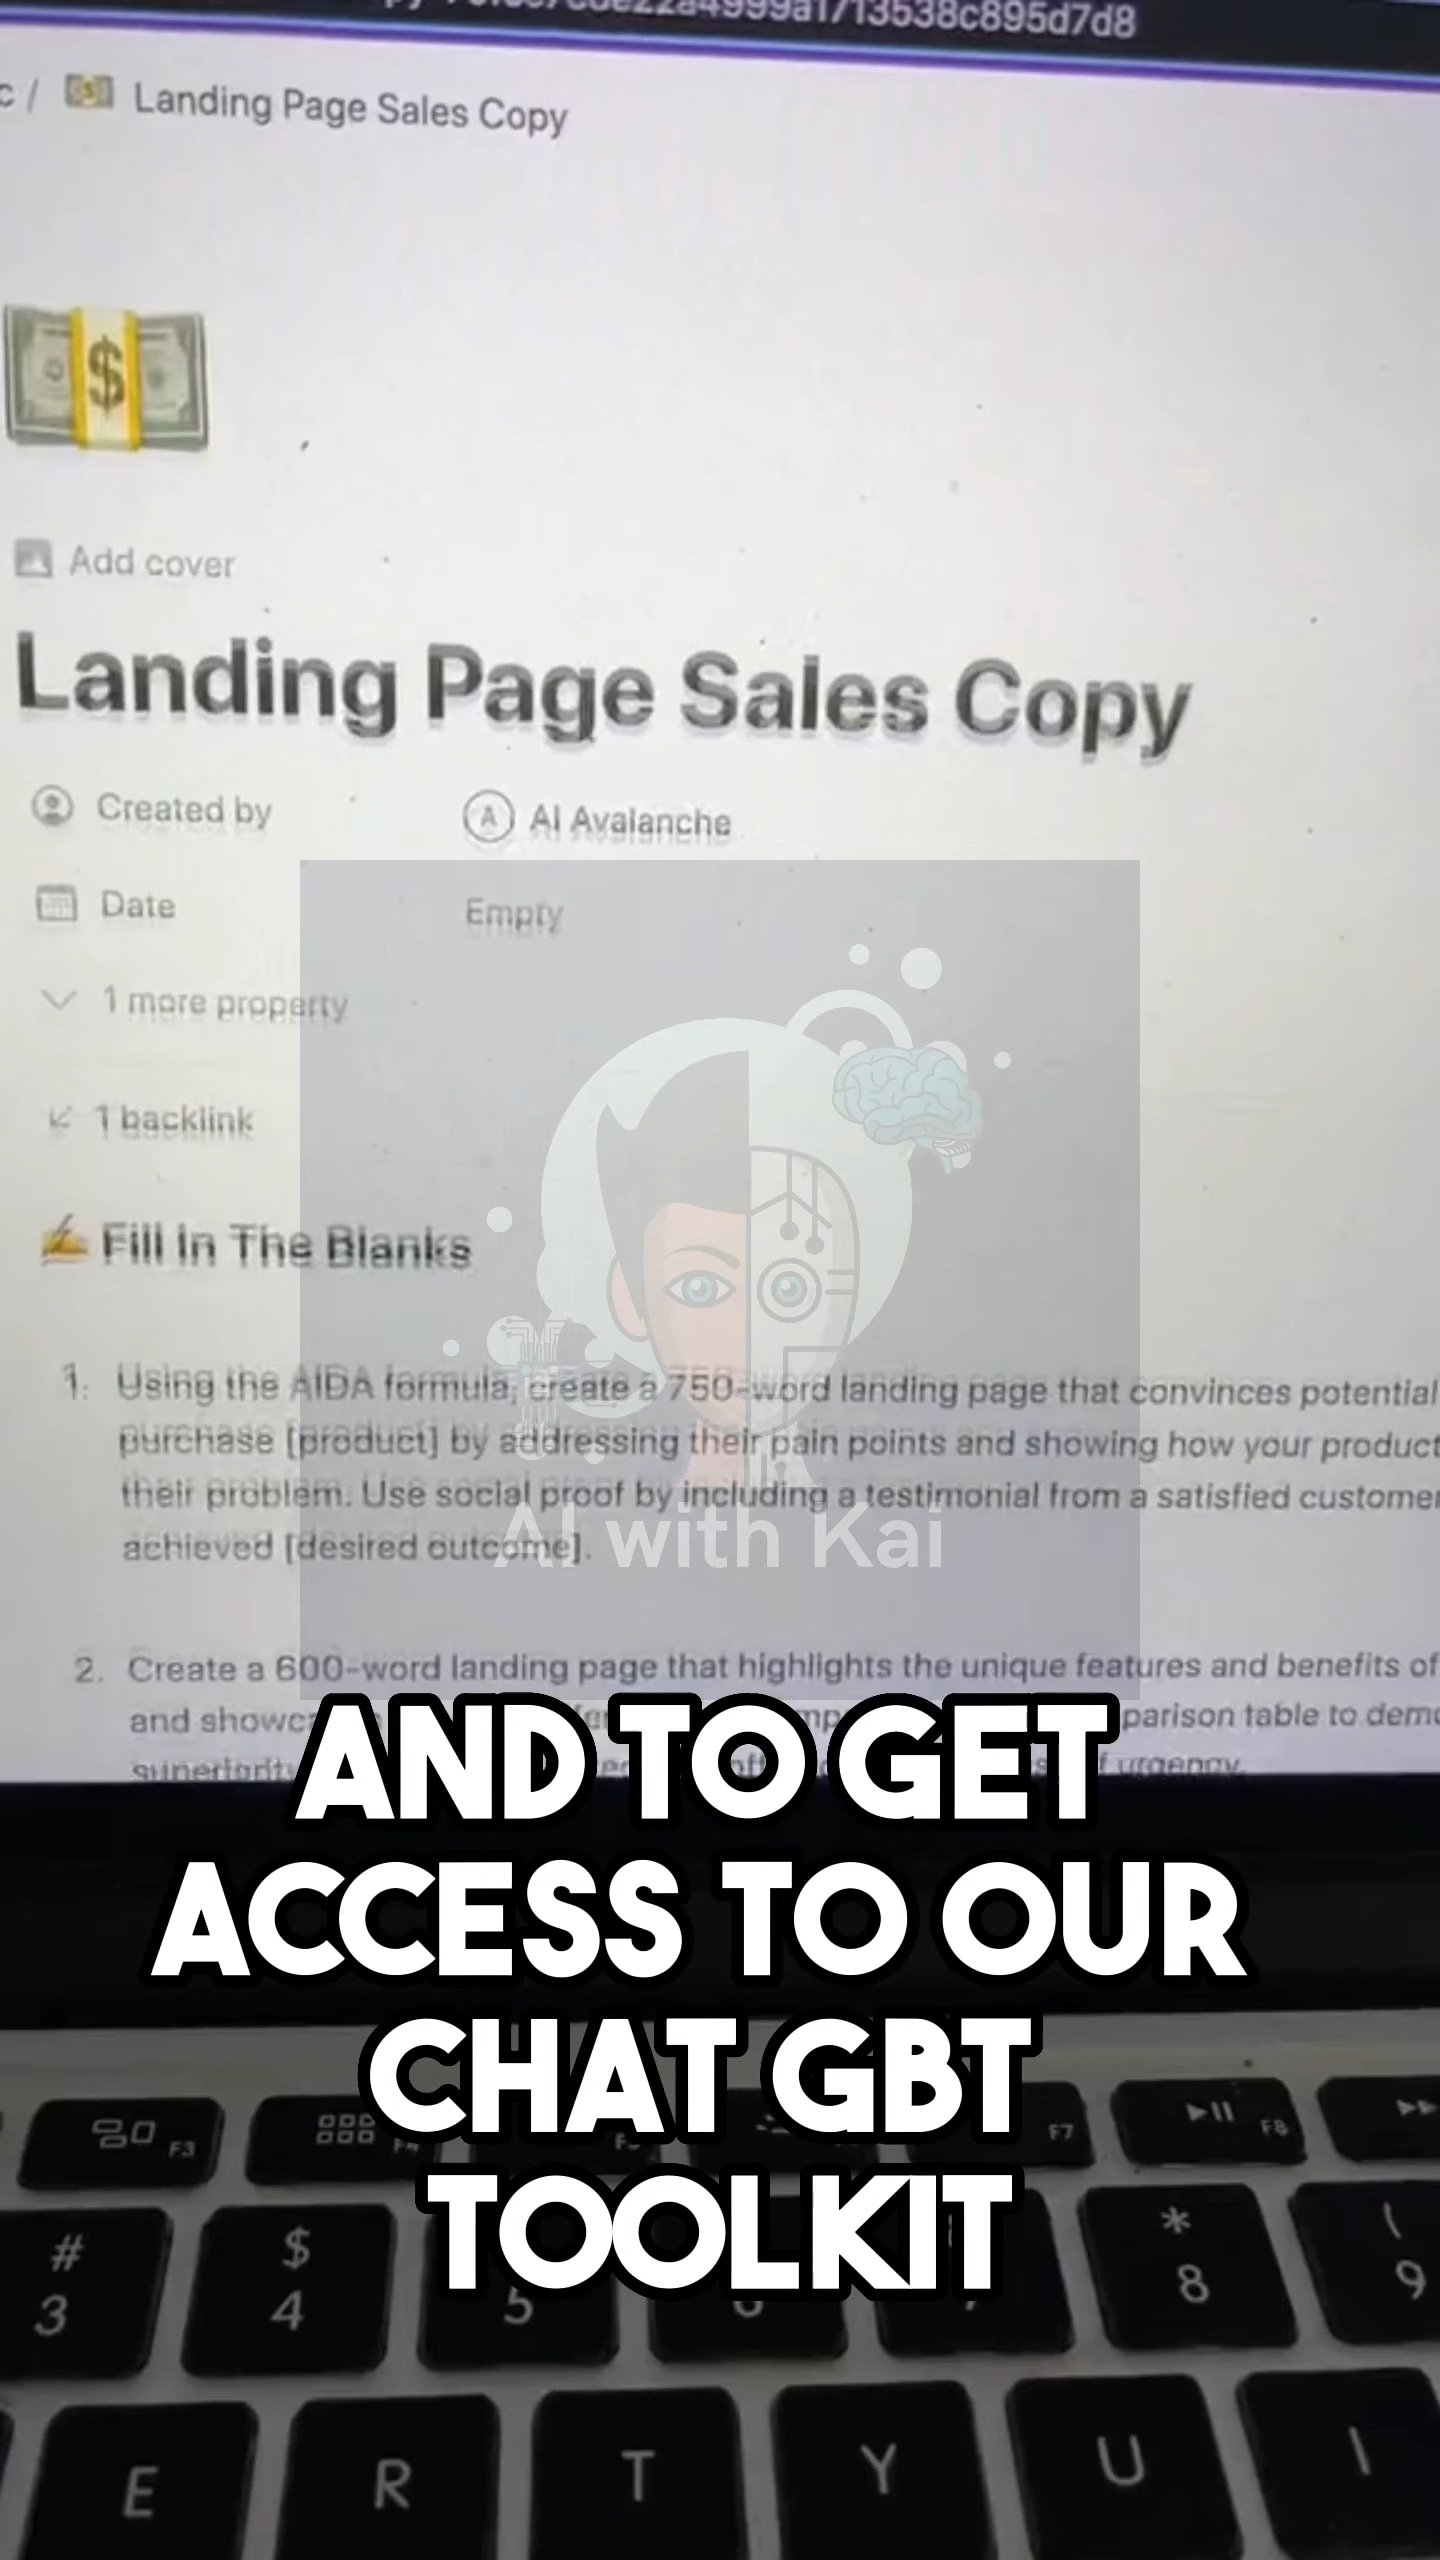 13538c895d7d8
c / Landing Page Sales Copy
Add cover
Landing Page Sales Copy
Created by A AI Avalanche
Date Empty
1 more property
1 backlink
Fill In The Blanks
1. Using the AIDA formula, create a 750-word landing page that convinces potential
purchase [product] by addressing their pain points and showing how your product
their problem. Use social proof by including a testimonial from a satisfied customer
achieved [desired outcome].
AI with Kai
2. Create a 600-word landing page that highlights the unique features and benefits of
and parison table to
urgency.
AND TO GET
ACCESS TO OUR
CHAT GBT
TOOLKIT
F3 F4 F7 F8
# 3 $ 4 5 6 7 * 8 ( 9
E R T Y U I